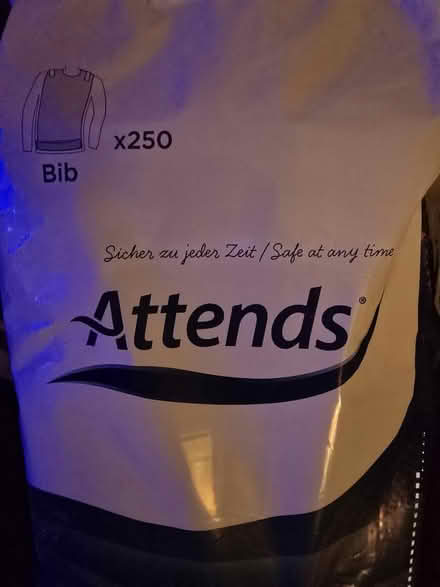 x250
Bib
Sicher zu jeder Zeit / Safe at any time
Attends®